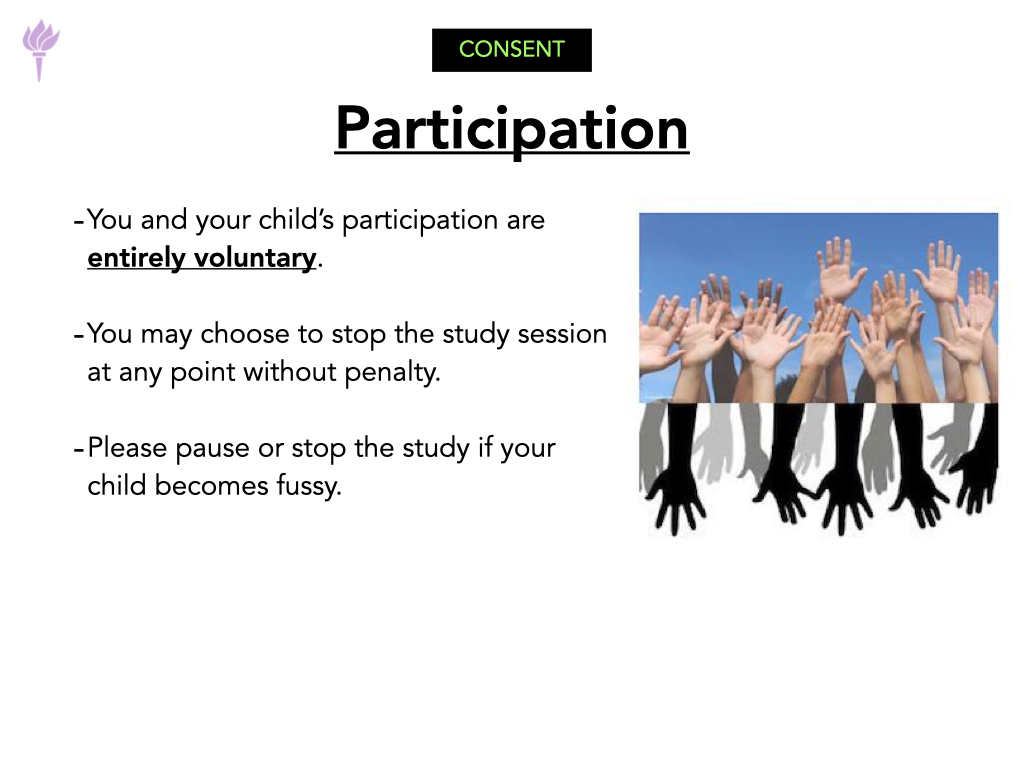 CONSENT
Participation
-You and your child’s participation are
entirely voluntary.
-You may choose to stop the study session
at any point without penalty.
-Please pause or stop the study if your
child becomes fussy.